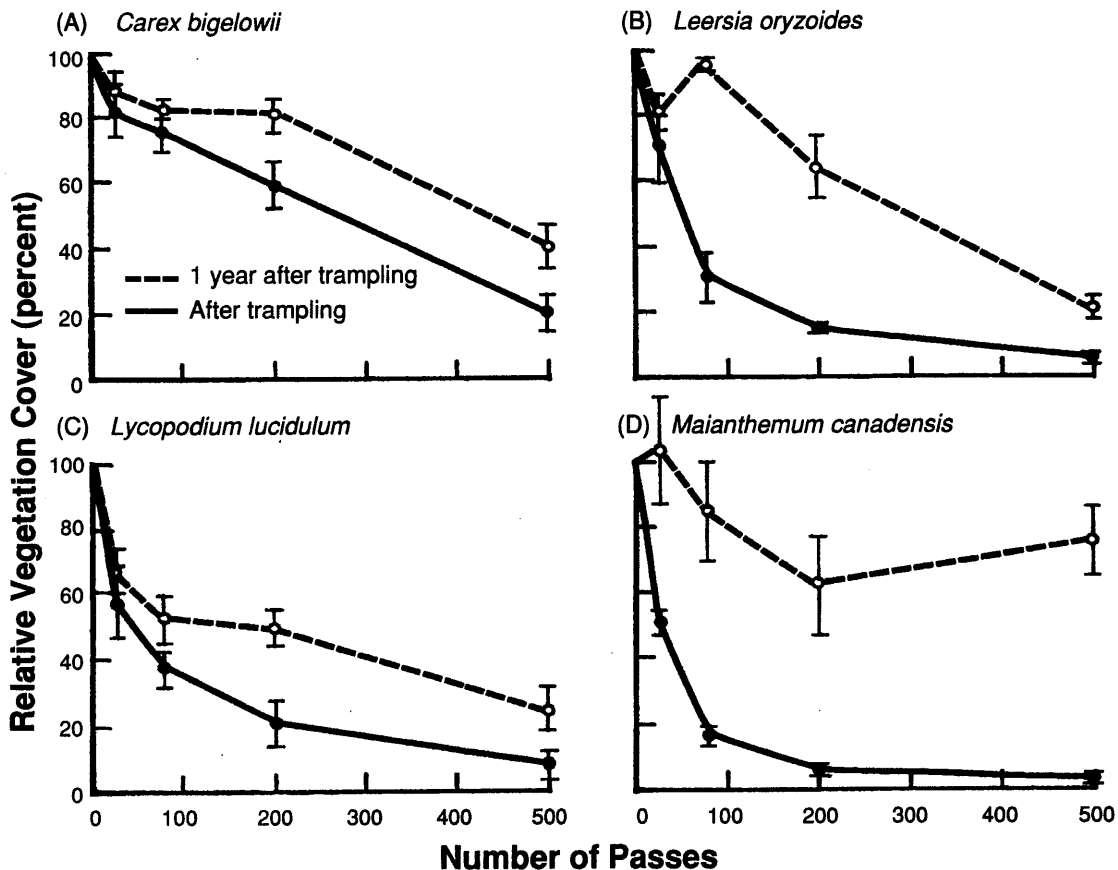 (A) Carex bigelowii
(B) Leersia oryzoides
100
80
60
40
20
0
1 year after trampling
After trampling
(C) Lycopodium lucidulum
(D) Maianthemum canadensis
100
80
60
40
20
0
0 100 200 300 400 500
0 100 200 300 400 500
Relative Vegetation Cover (percent)
Number of Passes